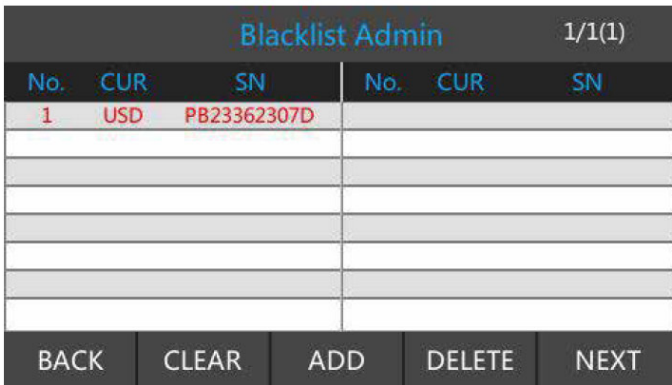 Blacklist Admin 1/1(1)
No. CUR SN No. CUR SN
1 USD PB23362307D
BACK CLEAR ADD DELETE NEXT